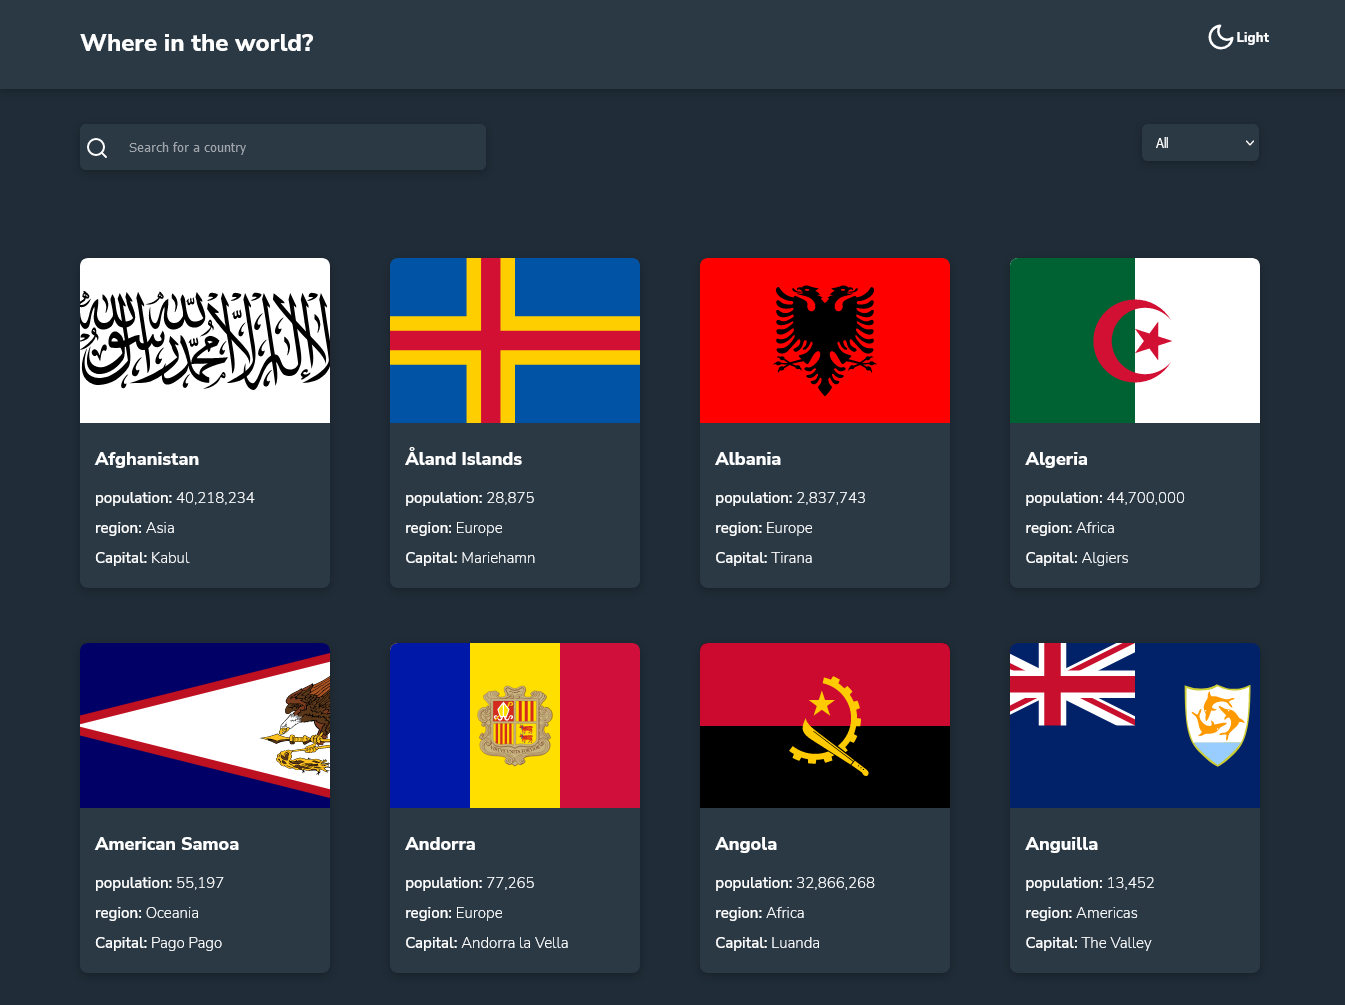 Where in the world?
Light
Search for a country
All
Afghanistan
population: 40,218,234
region: Asia
Capital: Kabul
Åland Islands
population: 28,875
region: Europe
Capital: Mariehamn
Albania
population: 2,837,743
region: Europe
Capital: Tirana
Algeria
population: 44,700,000
region: Africa
Capital: Algiers
American Samoa
population: 55,197
region: Oceania
Capital: Pago Pago
Andorra
population: 77,265
region: Europe
Capital: Andorra la Vella
Angola
population: 32,866,268
region: Africa
Capital: Luanda
Anguilla
population: 13,452
region: Americas
Capital: The Valley